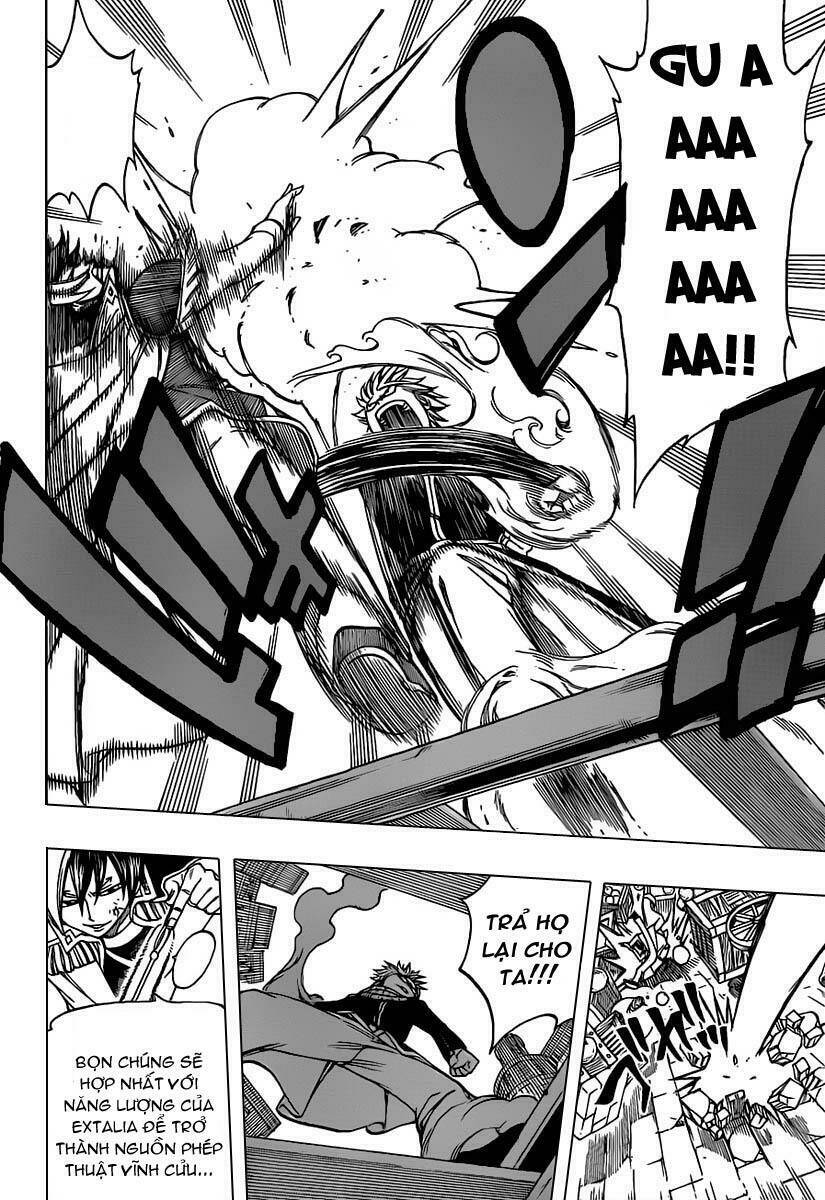 GU A
AAA
AAA
AAA
AA!!
TRẢ HỌ
LẠI CHO
TA!!!
BỌN CHÚNG SẼ
HỢP NHẤT VỚI
NĂNG LƯỢNG CỦA
EXTALIA ĐỂ TRỞ
THÀNH NGUỒN PHÉP
THUẬT VĨNH CỬU...